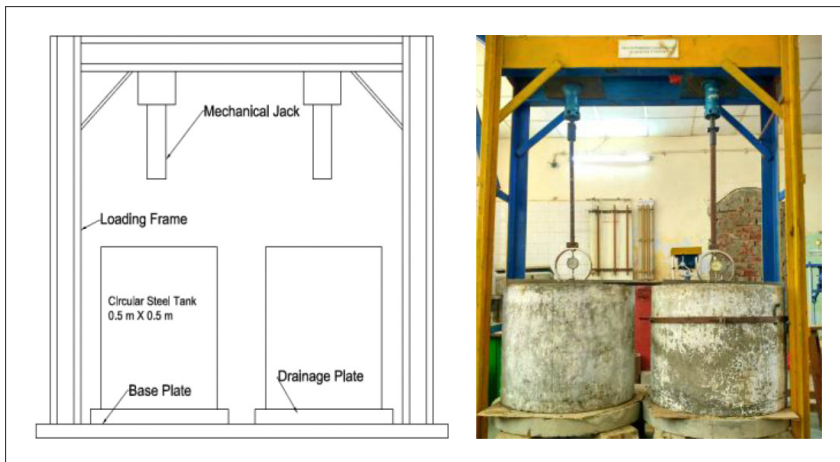 Mechanical Jack
Loading Frame
Circular Steel Tank
0.5 m X 0.5 m
Drainage Plate
Base Plate